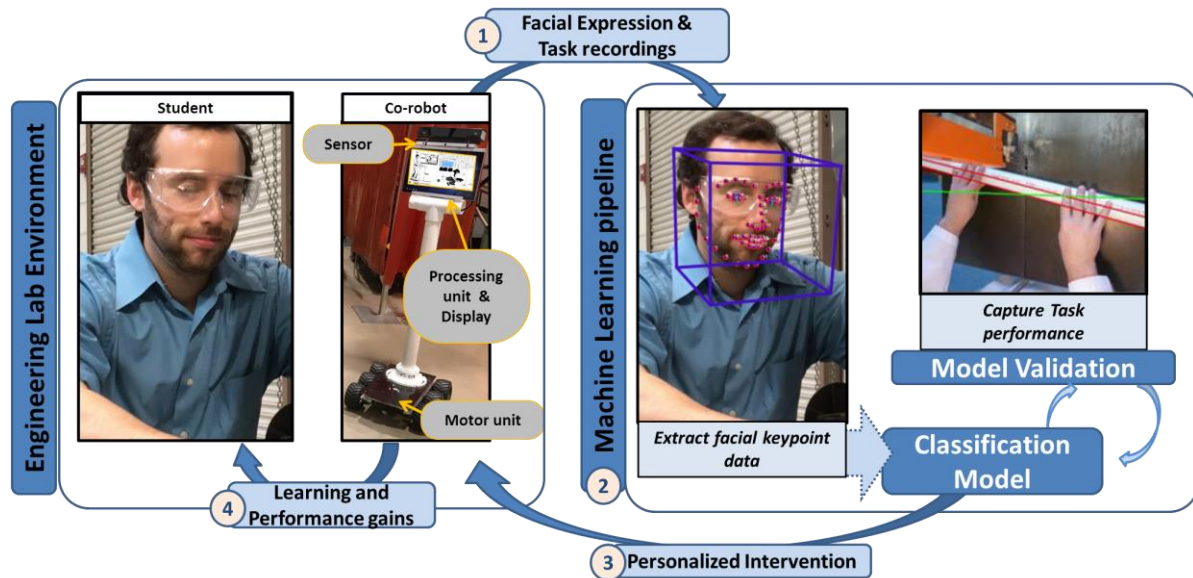 1
Facial Expression &
Task recordings
Engineering Lab Environment
Student
Co-robot
Sensor
Processing
unit &
Display
Motor unit
Machine Learning pipeline
2
Extract facial keypoint
data
Capture Task
performance
Model Validation
Classification
Model
4
Learning and
Performance gains
3
Personalized Intervention